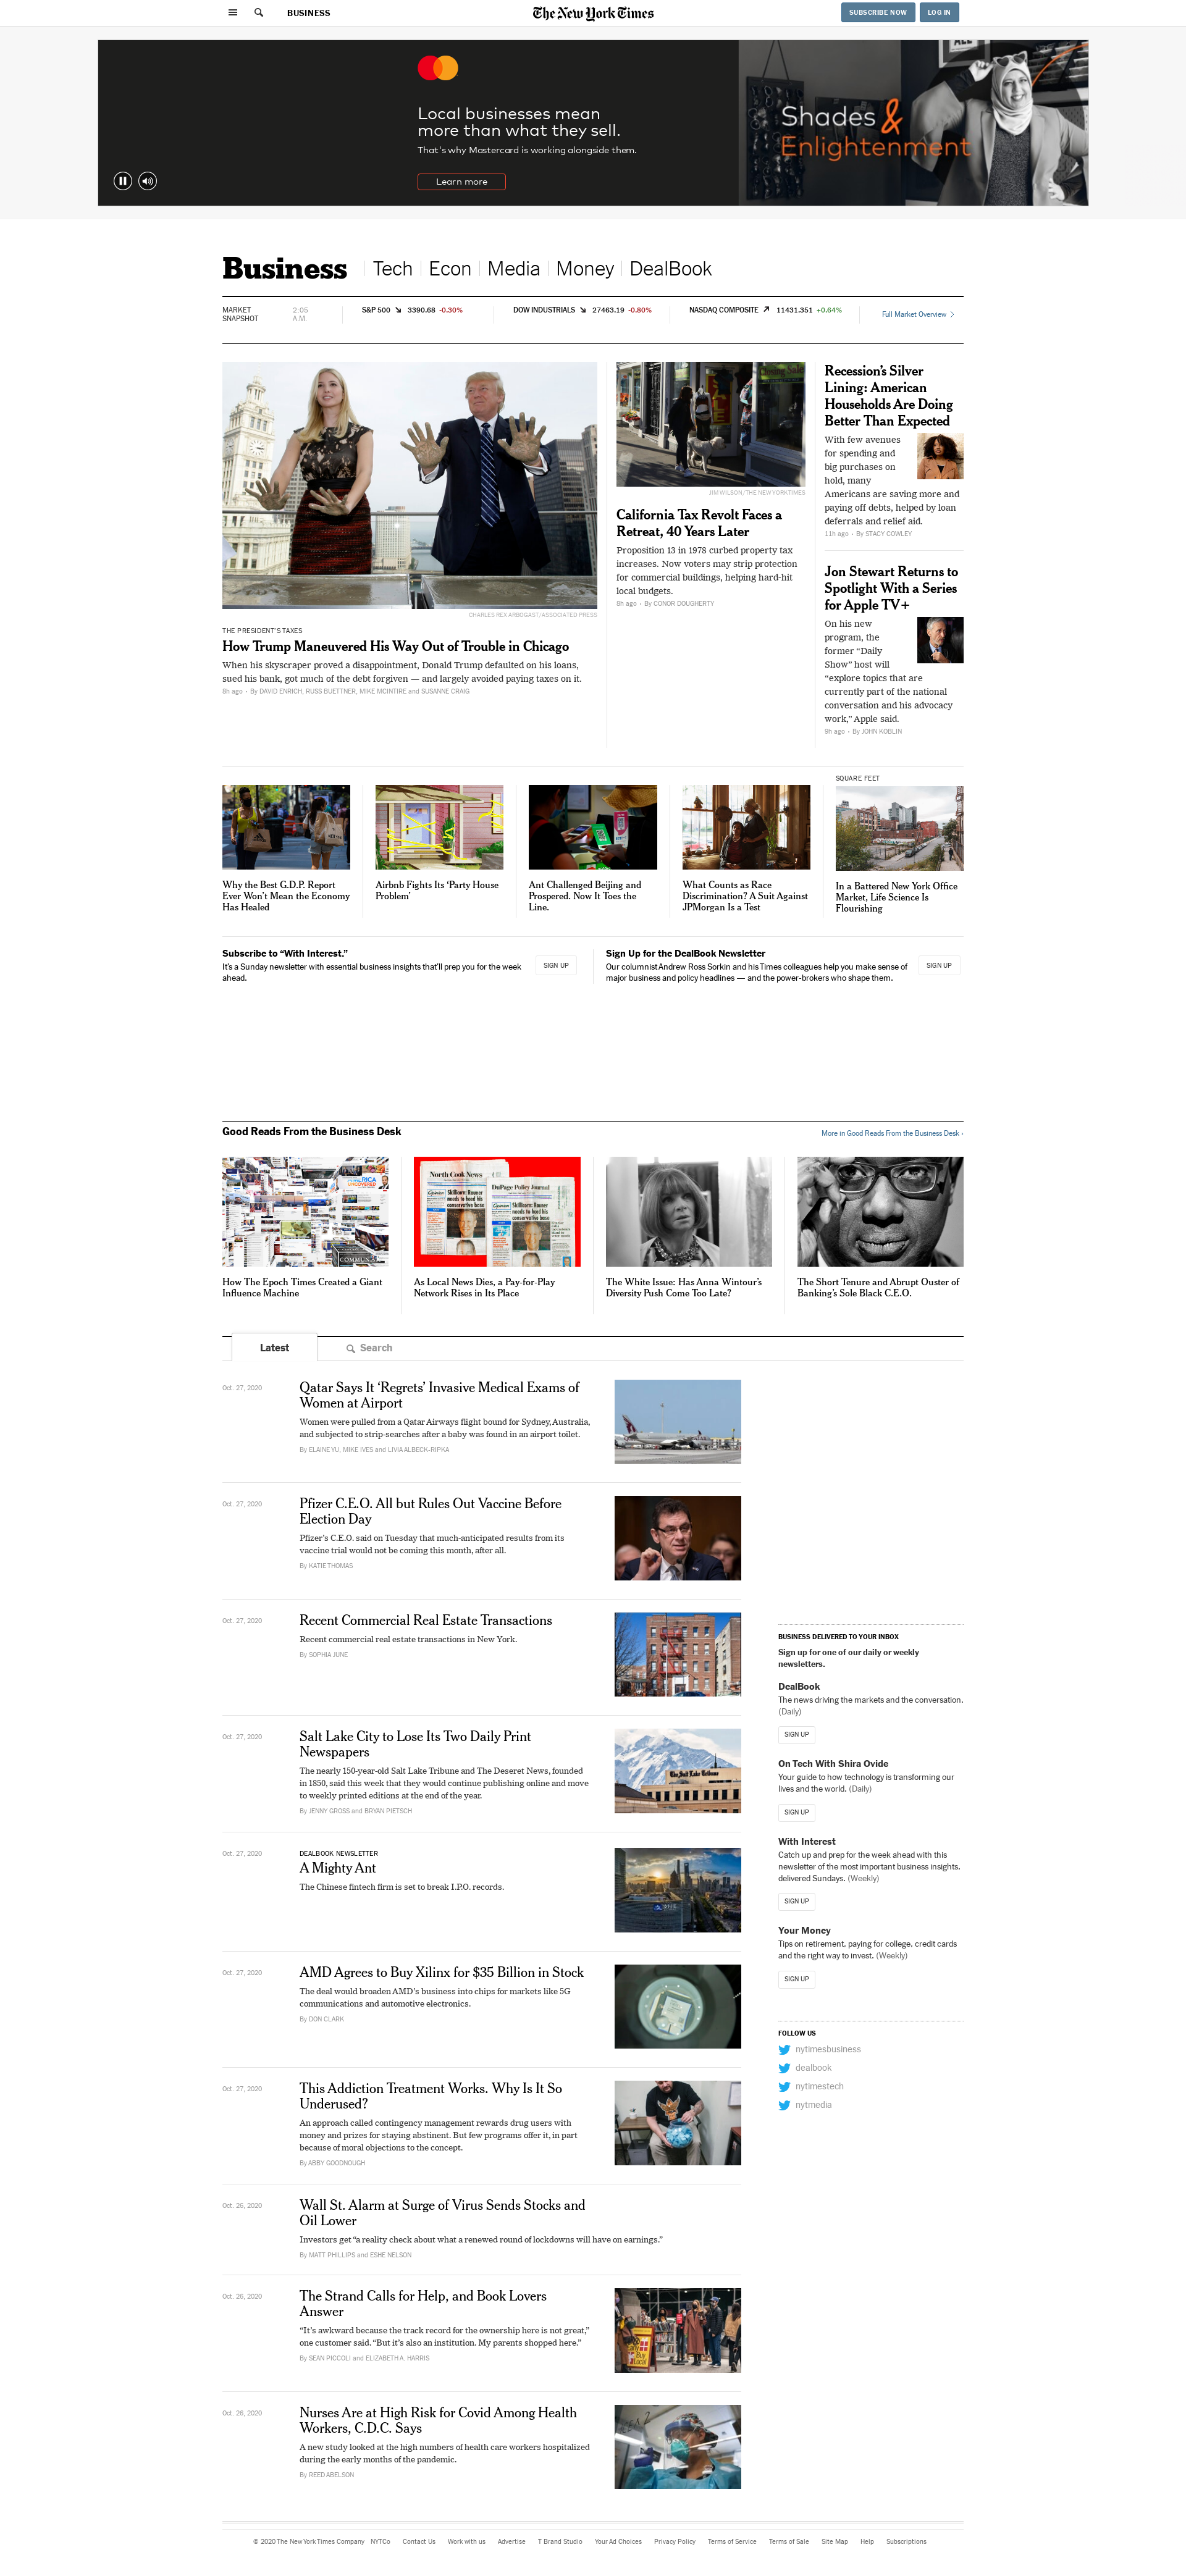 BUSINESS
The New York Times
SUBSCRIBE NOW
LOG IN
Local businesses mean
more than what they sell.
That's why Mastercard is working alongside them.
Learn more
Shades &
Enlightenment
Business
Tech
Econ
Media
Money
DealBook
MARKET
SNAPSHOT
2:05
A.M.
S&P 500 3390.68 -0.30%
DOW INDUSTRIALS 27463.19 -0.80%
NASDAQ COMPOSITE 11431.351 +0.64%
Full Market Overview
CHARLES REX ARBOGAST/ASSOCIATED PRESS
THE PRESIDENT'S TAXES
How Trump Maneuvered His Way Out of Trouble in Chicago
When his skyscraper proved a disappointment, Donald Trump defaulted on his loans,
sued his bank, got much of the debt forgiven — and largely avoided paying taxes on it.
8h ago • By DAVID ENRICH, RUSS BUETTNER, MIKE MCINTIRE and SUSANNE CRAIG
JIM WILSON/THE NEW YORK TIMES
California Tax Revolt Faces a
Retreat, 40 Years Later
Proposition 13 in 1978 curbed property tax
increases. Now voters may strip protection
for commercial buildings, helping hard-hit
local budgets.
8h ago • By CONOR DOUGHERTY
Recession's Silver
Lining: American
Households Are Doing
Better Than Expected
With few avenues
for spending and
big purchases on
hold, many
Americans are saving more and
paying off debts, helped by loan
deferrals and relief aid.
11h ago • By STACY COWLEY
Jon Stewart Returns to
Spotlight With a Series
for Apple TV+
On his new
program, the
former “Daily
Show” host will
“explore topics that are
currently part of the national
conversation and his advocacy
work,” Apple said.
9h ago • By JOHN KOBLIN
Why the Best G.D.P. Report
Ever Won't Mean the Economy
Has Healed
Airbnb Fights Its ‘Party House
Problem’
Ant Challenged Beijing and
Prospered. Now It Toes the
Line.
What Counts as Race
Discrimination? A Suit Against
JPMorgan Is a Test
SQUARE FEET
In a Battered New York Office
Market, Life Science Is
Flourishing
Subscribe to “With Interest.”
It's a Sunday newsletter with essential business insights that'll prep you for the week
ahead.
SIGN UP
Sign Up for the DealBook Newsletter
Our columnist Andrew Ross Sorkin and his Times colleagues help you make sense of
major business and policy headlines — and the power-brokers who shape them.
SIGN UP
Good Reads From the Business Desk
More in Good Reads From the Business Desk ›
North Cook News
DuPage Policy Journal
How The Epoch Times Created a Giant
Influence Machine
As Local News Dies, a Pay-for-Play
Network Rises in Its Place
The White Issue: Has Anna Wintour's
Diversity Push Come Too Late?
The Short Tenure and Abrupt Ouster of
Banking's Sole Black C.E.O.
Latest
Search
Oct. 27, 2020
Qatar Says It ‘Regrets’ Invasive Medical Exams of
Women at Airport
Women were pulled from a Qatar Airways flight bound for Sydney, Australia,
and subjected to strip-searches after a baby was found in an airport toilet.
By ELAINE YU, MIKE IVES and LIVIA ALBECK-RIPKA
Oct. 27, 2020
Pfizer C.E.O. All but Rules Out Vaccine Before
Election Day
Pfizer's C.E.O. said on Tuesday that much-anticipated results from its
vaccine trial would not be coming this month, after all.
By KATIE THOMAS
Oct. 27, 2020
Recent Commercial Real Estate Transactions
Recent commercial real estate transactions in New York.
By SOPHIA JUNE
Oct. 27, 2020
Salt Lake City to Lose Its Two Daily Print
Newspapers
The nearly 150-year-old Salt Lake Tribune and The Deseret News, founded
in 1850, said this week that they would continue publishing online and move
to weekly printed editions at the end of the year.
By JENNY GROSS and BRYAN PIETSCH
The Salt Lake Tribune
Oct. 27, 2020
DEALBOOK NEWSLETTER
A Mighty Ant
The Chinese fintech firm is set to break I.P.O. records.
Oct. 27, 2020
AMD Agrees to Buy Xilinx for $35 Billion in Stock
The deal would broaden AMD's business into chips for markets like 5G
communications and automotive electronics.
By DON CLARK
Oct. 27, 2020
This Addiction Treatment Works. Why Is It So
Underused?
An approach called contingency management rewards drug users with
money and prizes for staying abstinent. But few programs offer it, in part
because of moral objections to the concept.
By ABBY GOODNOUGH
Oct. 26, 2020
Wall St. Alarm at Surge of Virus Sends Stocks and
Oil Lower
Investors get “a reality check about what a renewed round of lockdowns will have on earnings.”
By MATT PHILLIPS and ESHE NELSON
Oct. 26, 2020
The Strand Calls for Help, and Book Lovers
Answer
“It's awkward because the track record for the ownership here is not great,”
one customer said. “But it's also an institution. My parents shopped here.”
By SEAN PICCOLI and ELIZABETH A. HARRIS
Oct. 26, 2020
Nurses Are at High Risk for Covid Among Health
Workers, C.D.C. Says
A new study looked at the high numbers of health care workers hospitalized
during the early months of the pandemic.
By REED ABELSON
BUSINESS DELIVERED TO YOUR INBOX
Sign up for one of our daily or weekly
newsletters.
DealBook
The news driving the markets and the conversation.
(Daily)
SIGN UP
On Tech With Shira Ovide
Your guide to how technology is transforming our
lives and the world. (Daily)
SIGN UP
With Interest
Catch up and prep for the week ahead with this
newsletter of the most important business insights,
delivered Sundays. (Weekly)
SIGN UP
Your Money
Tips on retirement, paying for college, credit cards
and the right way to invest. (Weekly)
SIGN UP
FOLLOW US
nytimesbusiness
dealbook
nytimestech
nytmedia
© 2020 The New York Times Company NYTCo Contact Us Work with us Advertise T Brand Studio Your Ad Choices Privacy Policy Terms of Service Terms of Sale Site Map Help Subscriptions